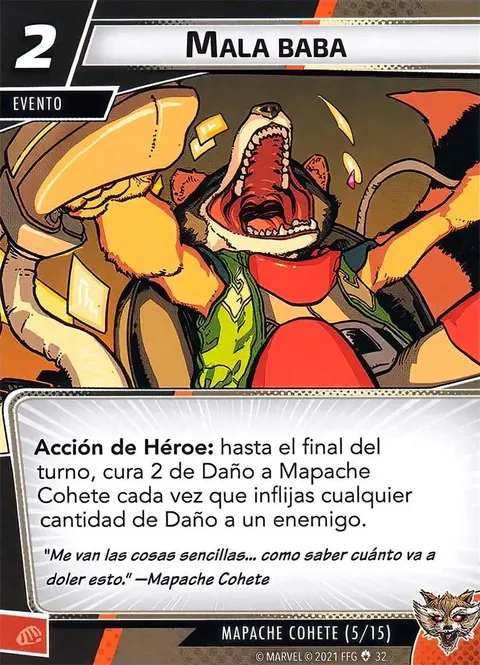 2
MALA BABA
EVENTO
Acción de Héroe: hasta el final del
turno, cura 2 de Daño a Mapache
Cohete cada vez que inflijas cualquier
cantidad de Daño a un enemigo.
"Me van las cosas sencillas... como saber cuánto va a
doler esto." —Mapache Cohete
MAPACHE COHETE (5/15)
© MARVEL © 2021 FFG 32